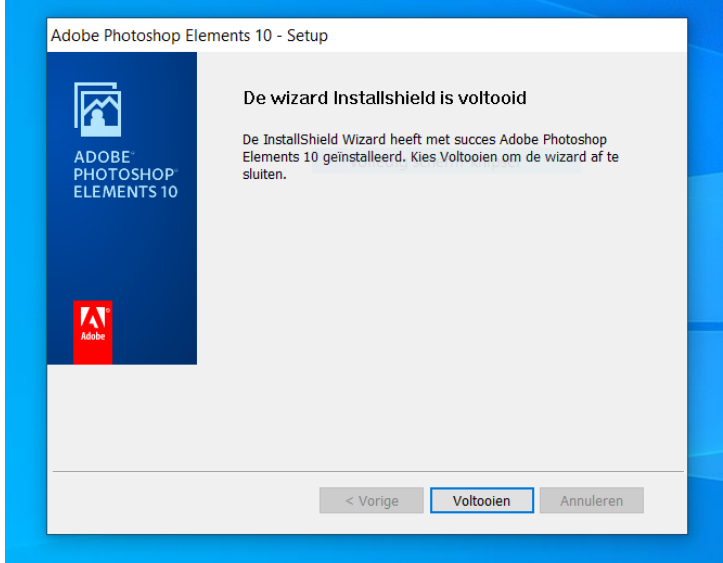 Adobe Photoshop Elements 10 - Setup
ADOBE®
PHOTOSHOP®
ELEMENTS 10
Adobe
De wizard Installshield is voltooid
De InstallShield Wizard heeft met succes Adobe Photoshop
Elements 10 geïnstalleerd. Kies Voltooien om de wizard af te
sluiten.
< Vorige
Voltooien
Annuleren